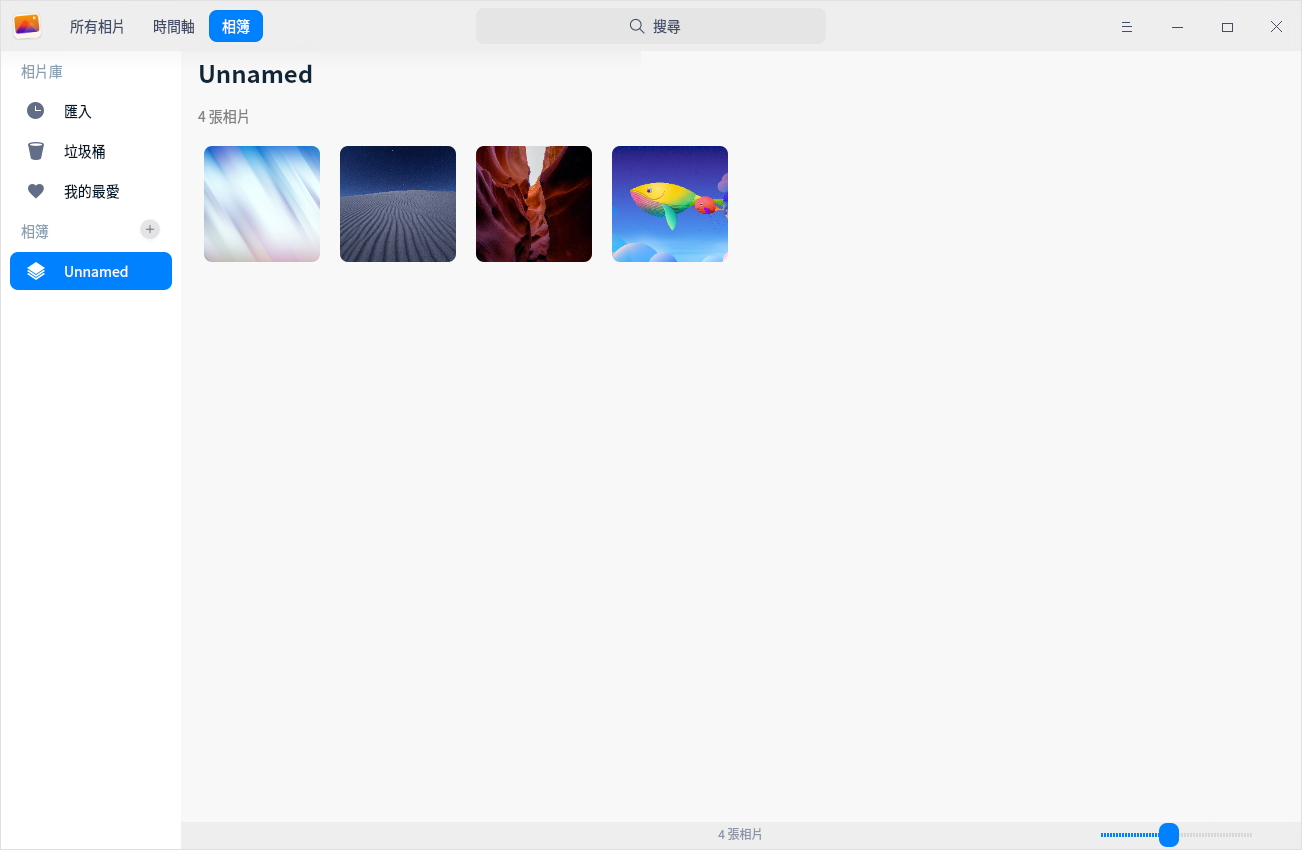 所有相片
時間軸
相簿
搜尋
相片庫
匯入
垃圾桶
我的最愛
相簿
Unnamed
Unnamed
4 張相片
4 張相片